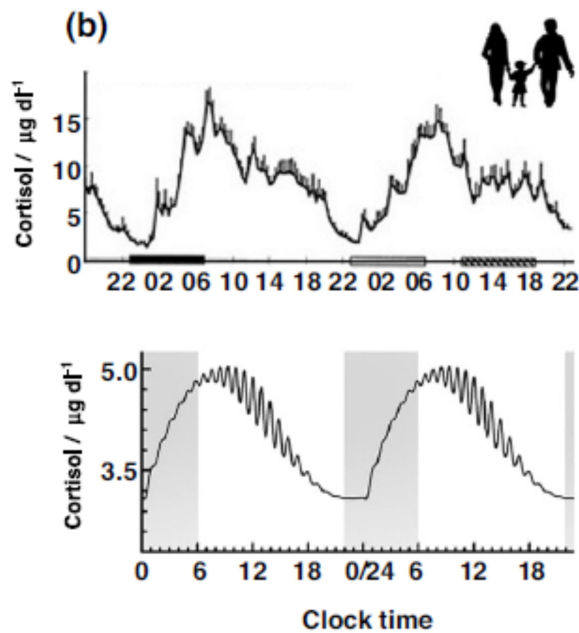 (b)
Cortisol / μg dl⁻¹
15
10
5
0
22 02 06 10 14 18 22 02 06 10 14 18 22
Cortisol / μg dl⁻¹
5.0
3.5
0 6 12 18 0/24 6 12 18
Clock time